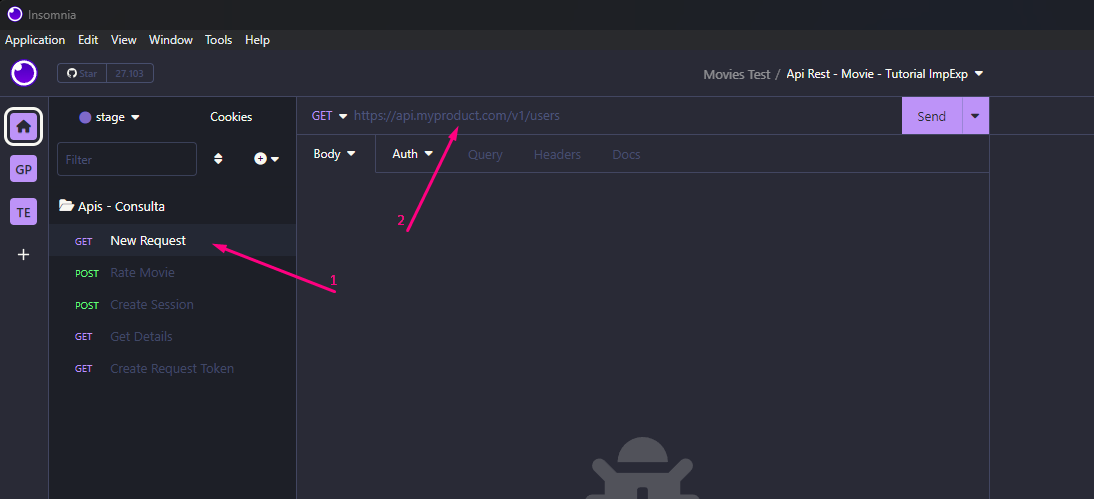 Insomnia
Application Edit View Window Tools Help
Star 27,103
Movies Test / Api Rest - Movie - Tutorial ImpExp
stage Cookies
GET https://api.myproduct.com/v1/users
Send
Body Auth Query Headers Docs
Filter
GP
TE
Apis - Consulta
GET New Request
POST Rate Movie
POST Create Session
GET Get Details
GET Create Request Token
2
1